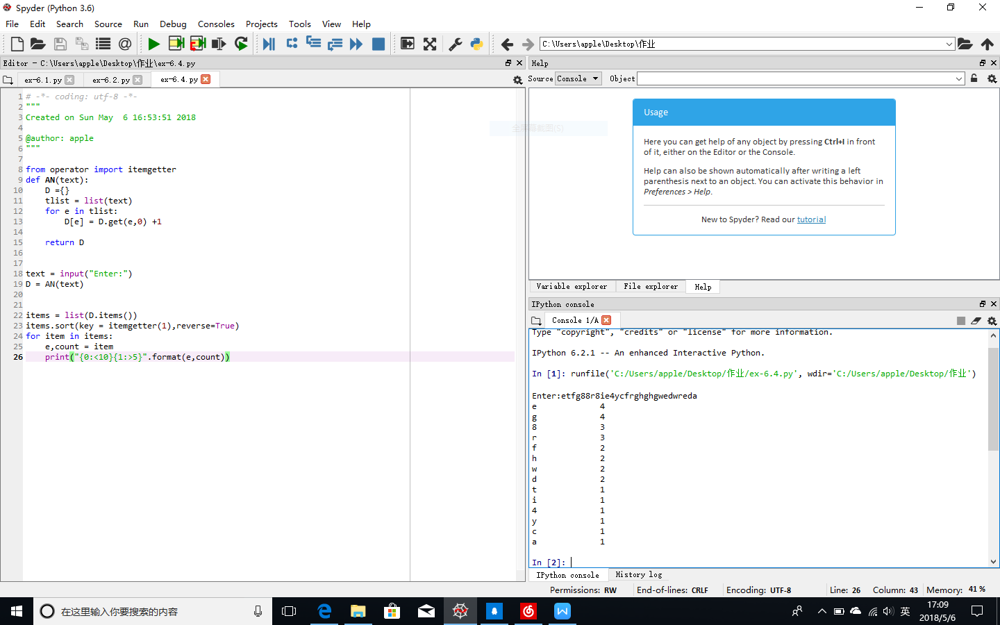 Spyder (Python 3.6)
File Edit Search Source Run Debug Consoles Projects Tools View Help
C:\Users\apple\Desktop\作业
Editor - C:\Users\apple\Desktop\作业\ex-6.4.py
ex-6.1.py ex-6.2.py ex-6.4.py
1 # -*- coding: utf-8 -*-
2 """
3 Created on Sun May  6 16:53:51 2018
4
5 @author: apple
6 """
7
8 from operator import itemgetter
9 def AN(text):
10     D ={}
11     tlist = list(text)
12     for e in tlist:
13         D[e] = D.get(e,0) +1
14
15     return D
16
17
18 text = input("Enter:")
19 D = AN(text)
20
21
22 items = list(D.items())
23 items.sort(key = itemgetter(1),reverse=True)
24 for item in items:
25     e,count = item
26     print("{0:<10}{1:>5}".format(e,count))
全屏幕截图(S)
Help
Source Console Object
Usage
Here you can get help of any object by pressing Ctrl+I in front
of it, either on the Editor or the Console.
Help can also be shown automatically after writing a left
parenthesis next to an object. You can activate this behavior in
Preferences > Help.
New to Spyder? Read our tutorial
Variable explorer File explorer Help
IPython console
Console 1/A
Type "copyright", "credits" or "license" for more information.
IPython 6.2.1 -- An enhanced Interactive Python.
In [1]: runfile('C:/Users/apple/Desktop/作业/ex-6.4.py', wdir='C:/Users/apple/Desktop/作业')
Enter:etfg88r8ie4ycfrghghgwedwreda
e 4
g 4
8 3
r 3
f 2
h 2
w 2
d 2
t 1
i 1
4 1
y 1
c 1
a 1
In [2]:
IPython console History log
Permissions: RW End-of-lines: CRLF Encoding: UTF-8 Line: 26 Column: 43 Memory: 41 %
在这里输入你要搜索的内容
英
17:09
2018/5/6